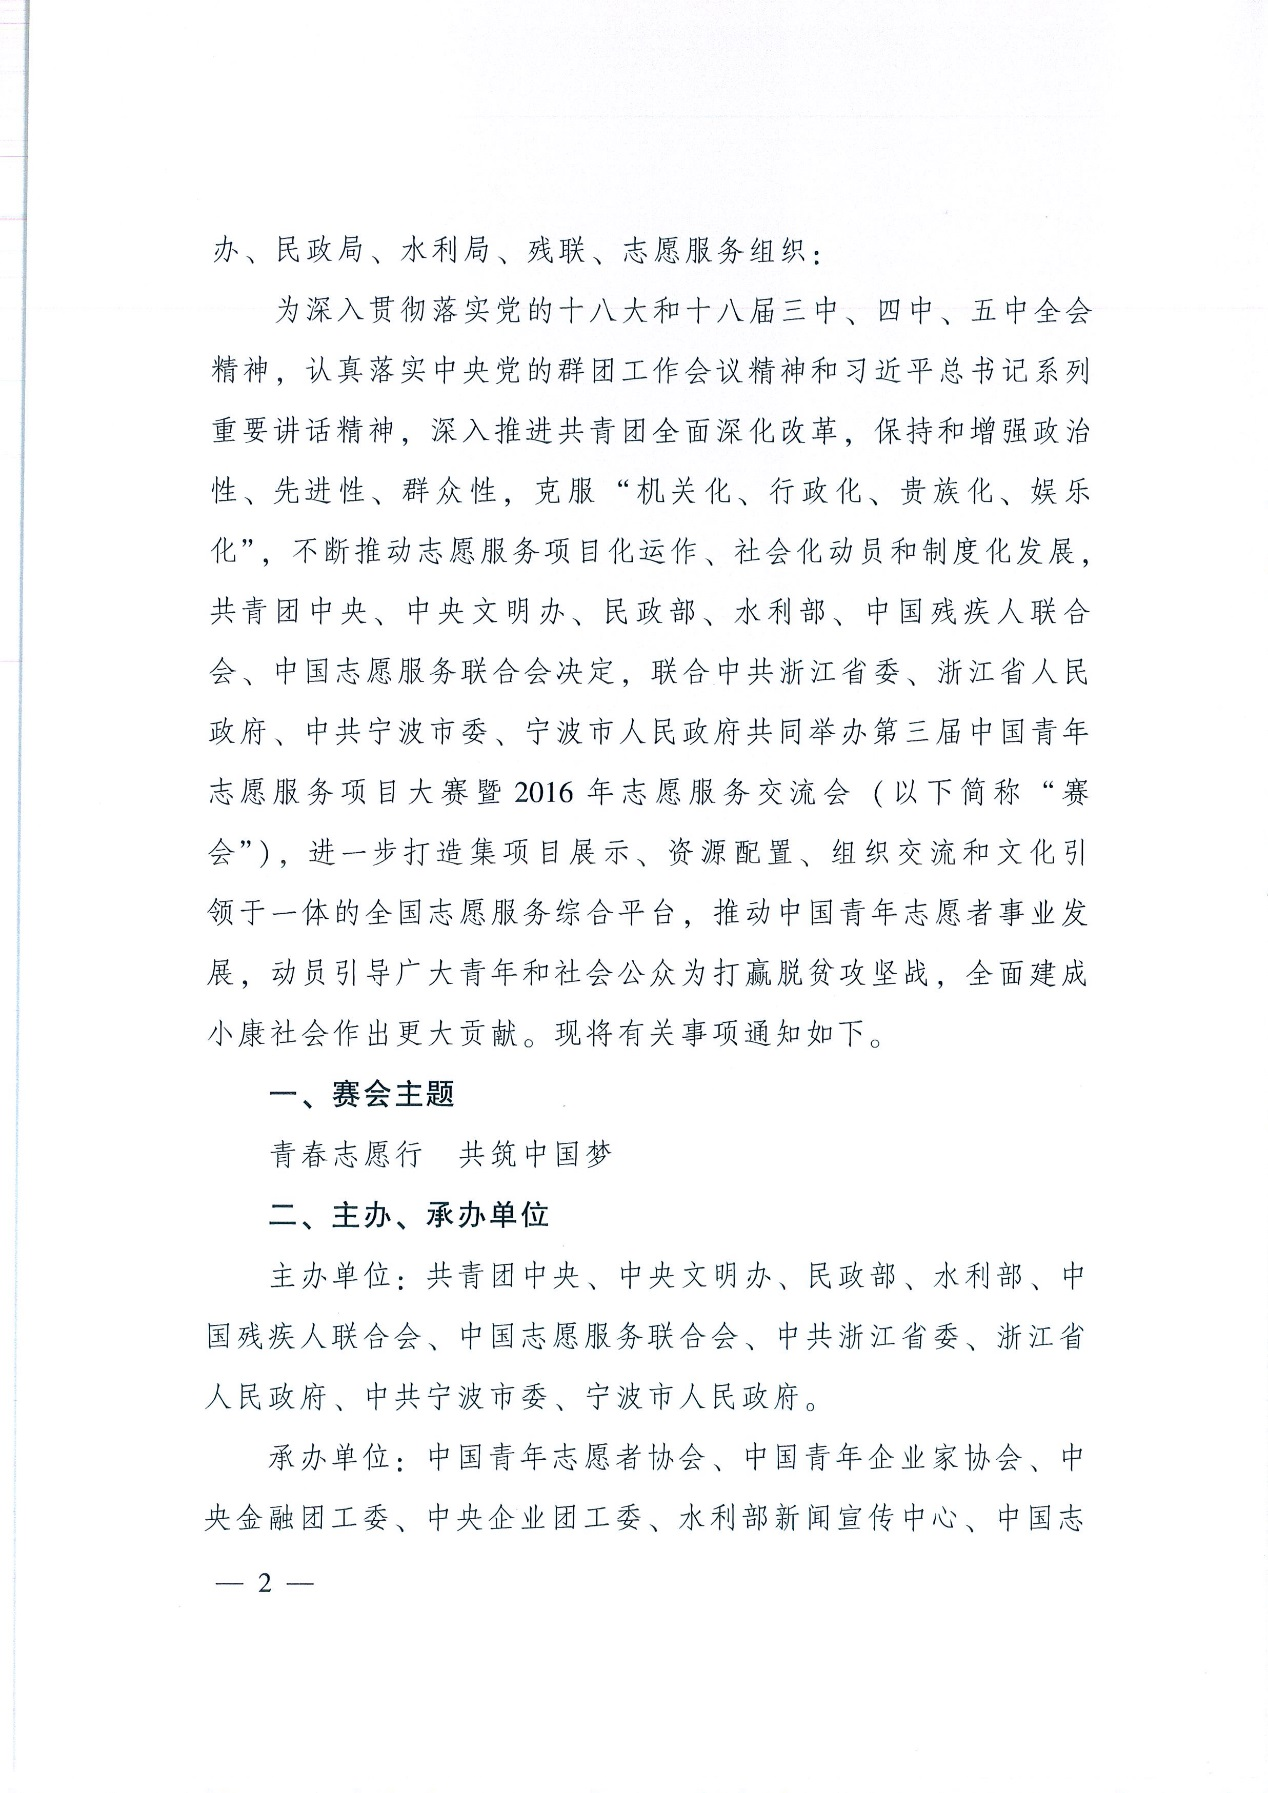 办、民政局、水利局、残联、志愿服务组织：
为深入贯彻落实党的十八大和十八届三中、四中、五中全会
精神，认真落实中央党的群团工作会议精神和习近平总书记系列
重要讲话精神，深入推进共青团全面深化改革，保持和增强政治
性、先进性、群众性，克服“机关化、行政化、贵族化、娱乐
化”，不断推动志愿服务项目化运作、社会化动员和制度化发展，
共青团中央、中央文明办、民政部、水利部、中国残疾人联合
会、中国志愿服务联合会决定，联合中共浙江省委、浙江省人民
政府、中共宁波市委、宁波市人民政府共同举办第三届中国青年
志愿服务项目大赛暨 2016 年志愿服务交流会（以下简称“赛
会”），进一步打造集项目展示、资源配置、组织交流和文化引
领于一体的全国志愿服务综合平台，推动中国青年志愿者事业发
展，动员引导广大青年和社会公众为打赢脱贫攻坚战，全面建成
小康社会作出更大贡献。现将有关事项通知如下。
一、赛会主题
青春志愿行　共筑中国梦
二、主办、承办单位
主办单位：共青团中央、中央文明办、民政部、水利部、中
国残疾人联合会、中国志愿服务联合会、中共浙江省委、浙江省
人民政府、中共宁波市委、宁波市人民政府。
承办单位：中国青年志愿者协会、中国青年企业家协会、中
央金融团工委、中央企业团工委、水利部新闻宣传中心、中国志
— 2 —